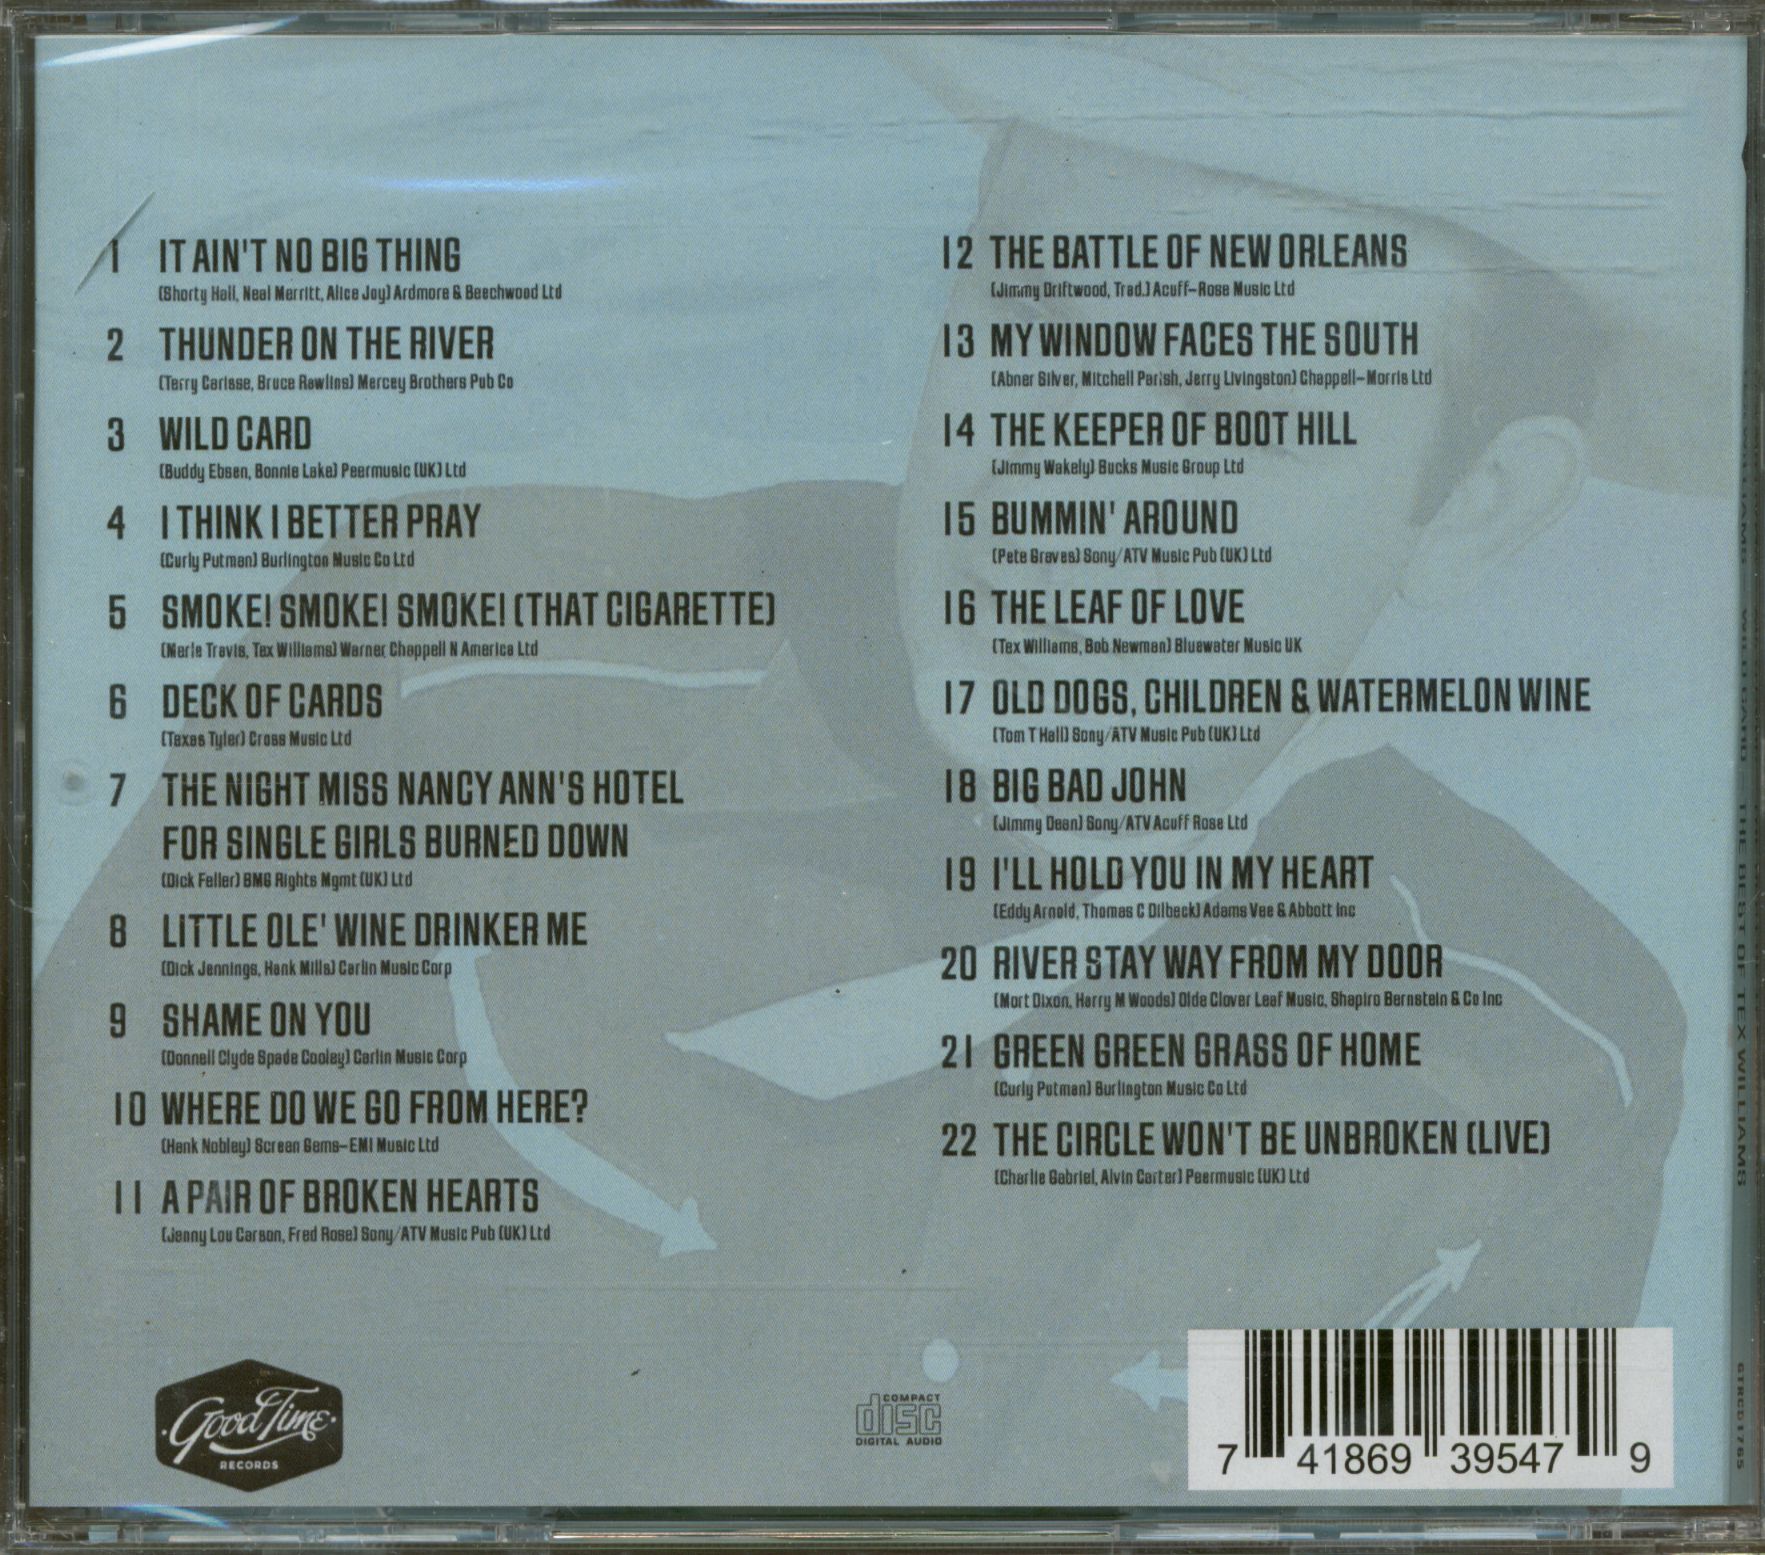 1 IT AIN'T NO BIG THING
(Shorty Hall, Neal Merritt, Alice Joy) Ardmore & Beechwood Ltd
2 THUNDER ON THE RIVER
(Terry Carisse, Bruce Rawlins) Mercey Brothers Pub Co
3 WILD CARD
(Buddy Ebsen, Bonnie Lake) Peermusic (UK) Ltd
4 I THINK I BETTER PRAY
(Curly Putman) Burlington Music Co Ltd
5 SMOKE! SMOKE! SMOKE! (THAT CIGARETTE)
(Merle Travis, Tex Williams) Warner Chappell N America Ltd
6 DECK OF CARDS
(Texas Tyler) Cross Music Ltd
7 THE NIGHT MISS NANCY ANN'S HOTEL
FOR SINGLE GIRLS BURNED DOWN
(Dick Feller) BMG Rights Mgmt (UK) Ltd
8 LITTLE OLE' WINE DRINKER ME
(Dick Jennings, Hank Mills) Carlin Music Corp
9 SHAME ON YOU
(Donnell Clyde Spade Cooley) Carlin Music Corp
10 WHERE DO WE GO FROM HERE?
(Hank Nobley) Screen Gems-EMI Music Ltd
11 A PAIR OF BROKEN HEARTS
(Jenny Lou Carson, Fred Rose) Sony/ATV Music Pub (UK) Ltd
12 THE BATTLE OF NEW ORLEANS
(Jimmy Driftwood, Trad.) Acuff-Rose Music Ltd
13 MY WINDOW FACES THE SOUTH
(Abner Silver, Mitchell Parish, Jerry Livingston) Chappell-Morris Ltd
14 THE KEEPER OF BOOT HILL
(Jimmy Wakely) Bucks Music Group Ltd
15 BUMMIN' AROUND
(Pete Graves) Sony/ATV Music Pub (UK) Ltd
16 THE LEAF OF LOVE
(Tex Williams, Bob Newman) Bluewater Music UK
17 OLD DOGS, CHILDREN & WATERMELON WINE
(Tom T Hall) Sony/ATV Music Pub (UK) Ltd
18 BIG BAD JOHN
(Jimmy Dean) Sony/ATV Acuff Rose Ltd
19 I'LL HOLD YOU IN MY HEART
(Eddy Arnold, Thomas C Dilbeck) Adams Vee & Abbott Inc
20 RIVER STAY WAY FROM MY DOOR
(Mort Dixon, Harry M Woods) Olde Clover Leaf Music, Shapiro Bernstein & Co Inc
21 GREEN GREEN GRASS OF HOME
(Curly Putman) Burlington Music Co Ltd
22 THE CIRCLE WON'T BE UNBROKEN (LIVE)
(Charlie Gabriel, Alvin Carter) Peermusic (UK) Ltd
Good Time
RECORDS
COMPACT
disc
DIGITAL AUDIO
7 41869 39547 9
WILLIAMS - WILD CARD - THE BEST OF TEX WILLIAMS
GTRCD1765